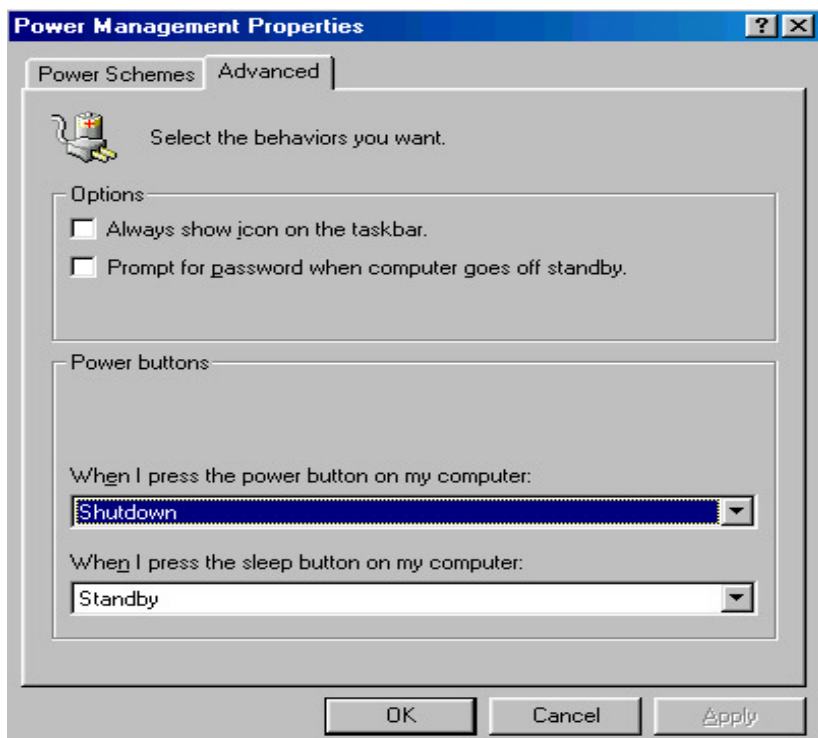 Power Management Properties
Power Schemes
Advanced
Select the behaviors you want.
Options
Always show icon on the taskbar.
Prompt for password when computer goes off standby.
Power buttons
When I press the power button on my computer:
Shutdown
When I press the sleep button on my computer:
Standby
OK
Cancel
Apply